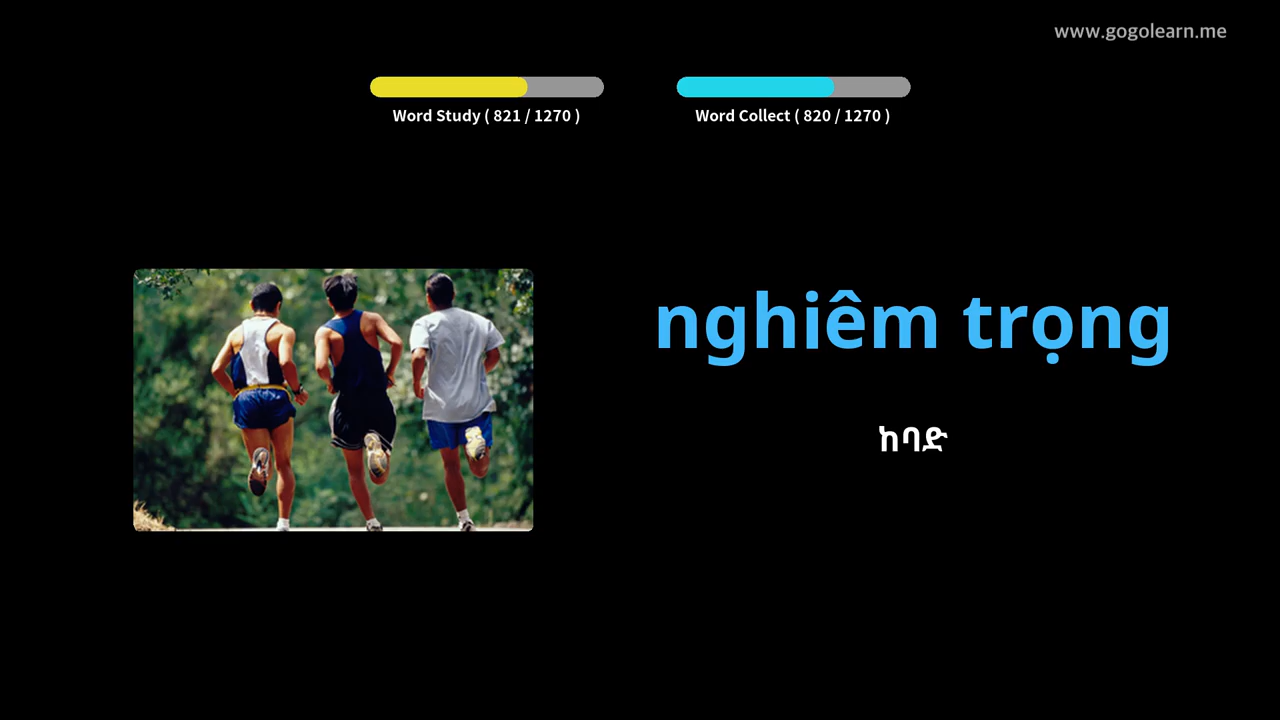 www.gogolearn.me
Word Study ( 821 / 1270 )
Word Collect ( 820 / 1270 )
nghiêm trọng
ከባድ